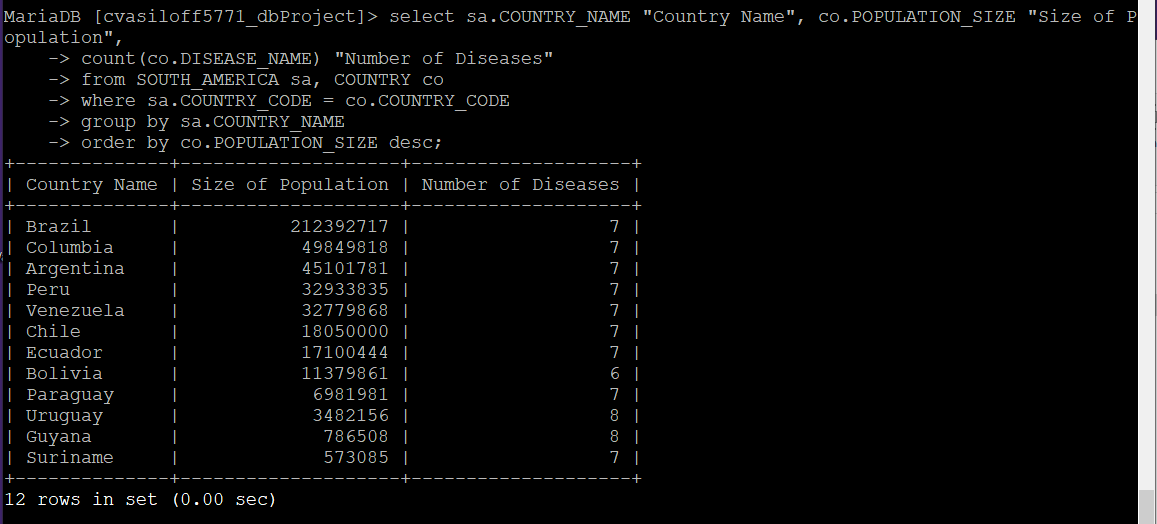 MariaDB [cvasiloff5771_dbProject]> select sa.COUNTRY_NAME "Country Name", co.POPULATION_SIZE "Size of P
opulation",
    -> count(co.DISEASE_NAME) "Number of Diseases"
    -> from SOUTH_AMERICA sa, COUNTRY co
    -> where sa.COUNTRY_CODE = co.COUNTRY_CODE
    -> group by sa.COUNTRY_NAME
    -> order by co.POPULATION_SIZE desc;
+--------------+--------------------+--------------------+
| Country Name | Size of Population | Number of Diseases |
+--------------+--------------------+--------------------+
| Brazil       |          212392717 |                  7 |
| Columbia     |           49849818 |                  7 |
| Argentina    |           45101781 |                  7 |
| Peru         |           32933835 |                  7 |
| Venezuela    |           32779868 |                  7 |
| Chile        |           18050000 |                  7 |
| Ecuador      |           17100444 |                  7 |
| Bolivia      |           11379861 |                  6 |
| Paraguay     |            6981981 |                  7 |
| Uruguay      |            3482156 |                  8 |
| Guyana       |             786508 |                  8 |
| Suriname     |             573085 |                  7 |
+--------------+--------------------+--------------------+
12 rows in set (0.00 sec)